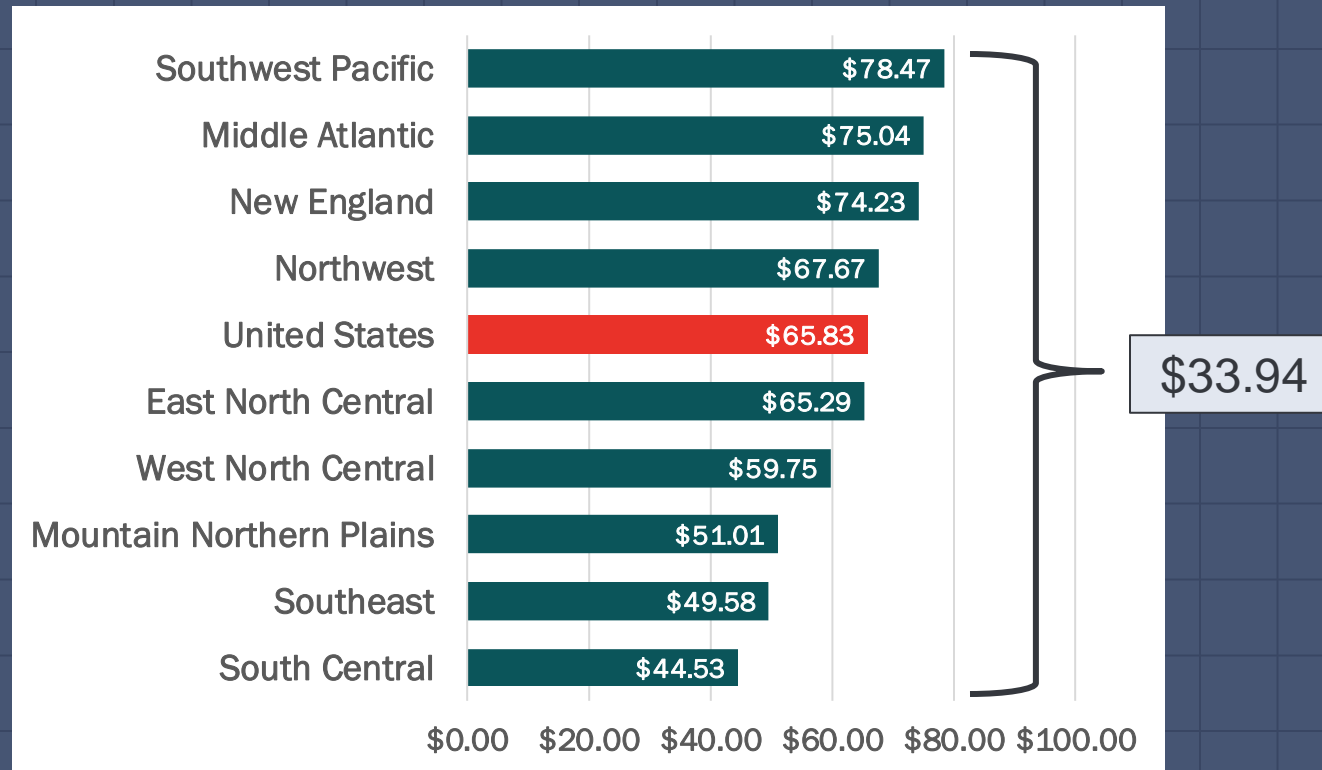 Southwest Pacific $78.47
Middle Atlantic $75.04
New England $74.23
Northwest $67.67
United States $65.83
$33.94
East North Central $65.29
West North Central $59.75
Mountain Northern Plains $51.01
Southeast $49.58
South Central $44.53
$0.00 $20.00 $40.00 $60.00 $80.00 $100.00